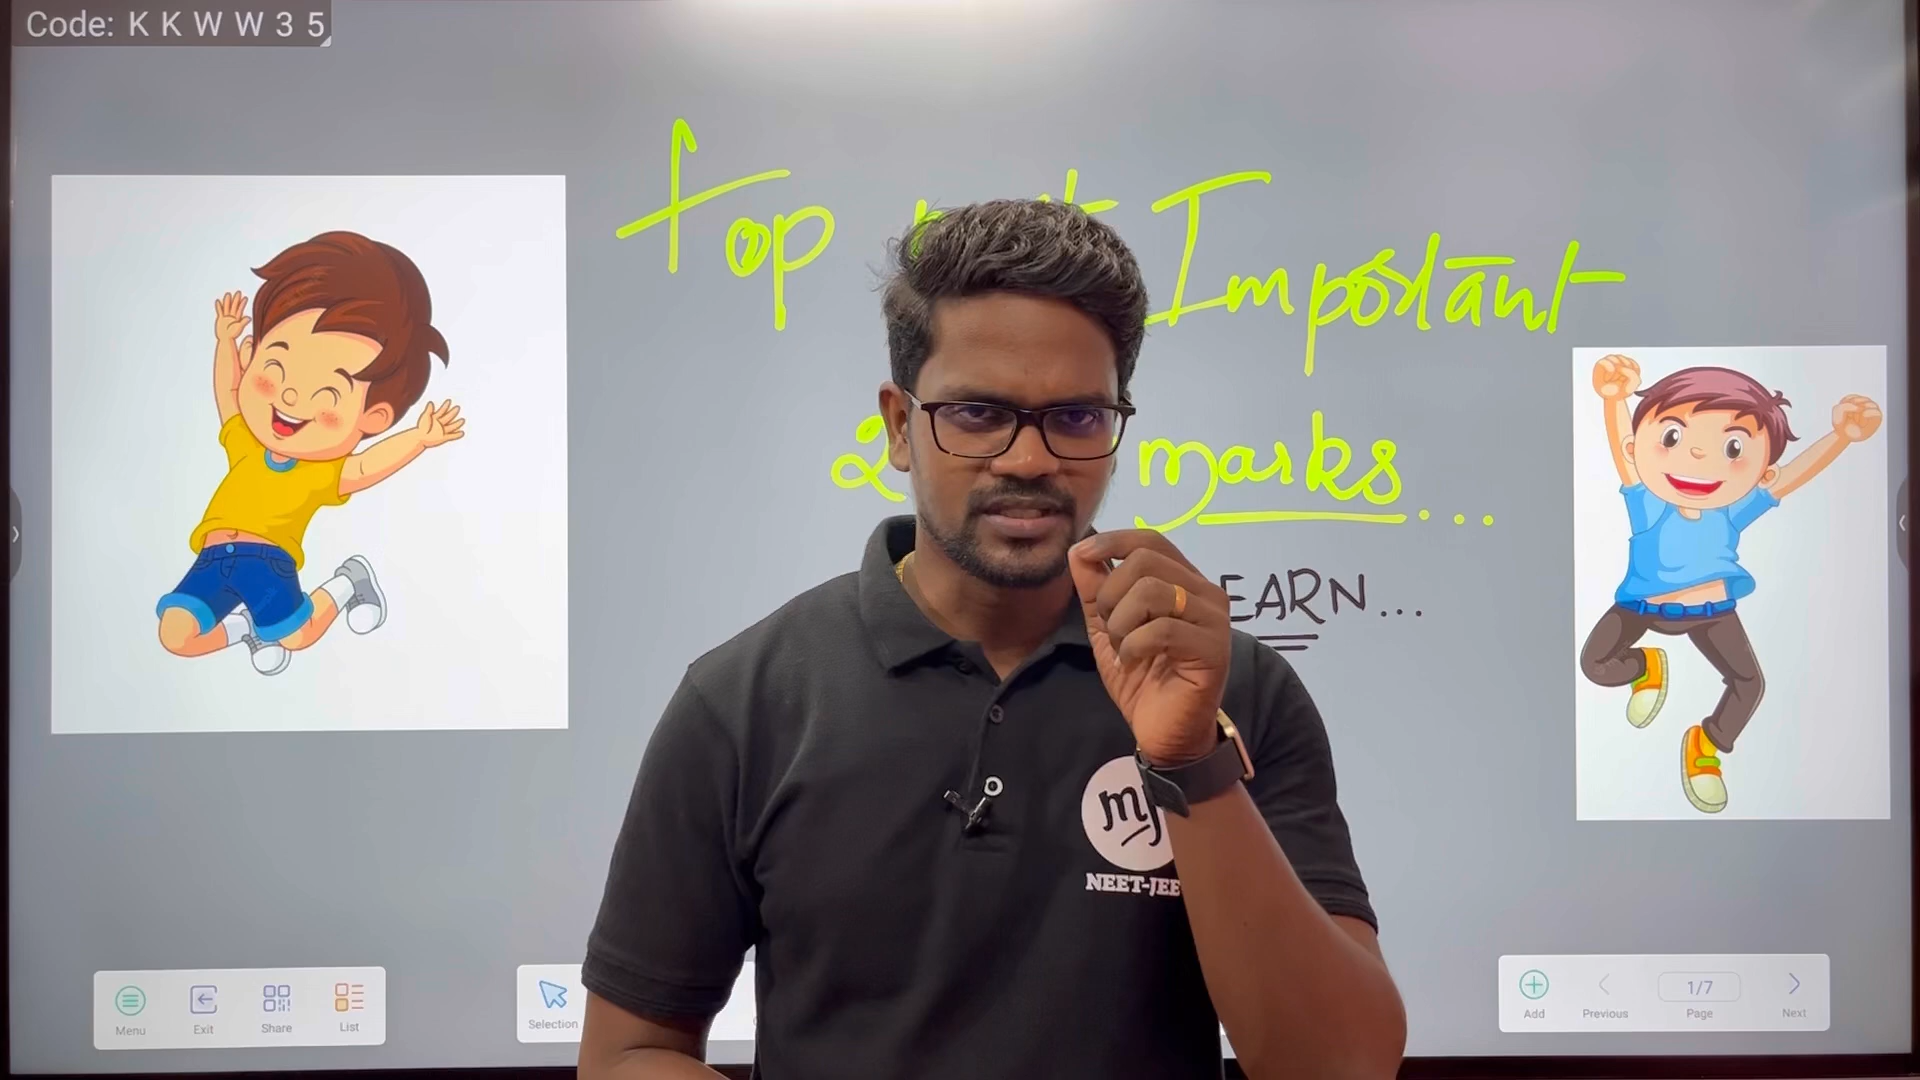 Code: K K W W 3 5
Top Important
2 marks...
EARN...
NEET-JEE
Menu
Exit
Share
List
Selection
Add
Previous
1/7
Page
Next